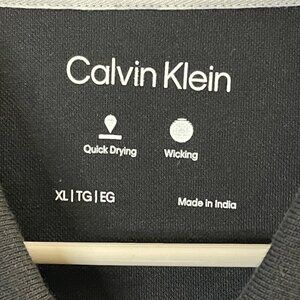 Calvin Klein
Quick Drying
Wicking
XL|TG|EG
Made in India